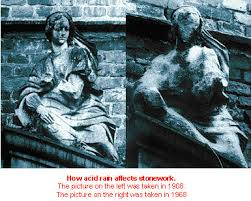 How acid rain affects stonework.
The picture on the left was taken in 1908
The picture on the right was taken in 1968